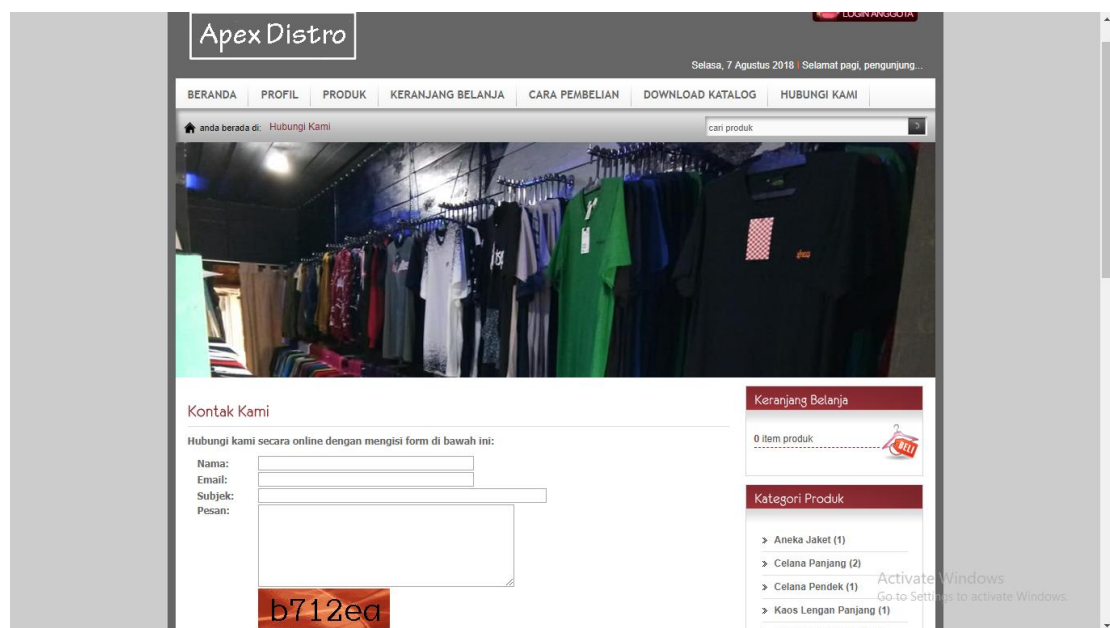 LOGIN ANGGOTA
Apex Distro
Selasa, 7 Agustus 2018 | Selamat pagi, pengunjung...
BERANDA PROFIL PRODUK KERANJANG BELANJA CARA PEMBELIAN DOWNLOAD KATALOG HUBUNGI KAMI
anda berada di: Hubungi Kami
cari produk
Kontak Kami
Hubungi kami secara online dengan mengisi form di bawah ini:
Nama:
Email:
Subjek:
Pesan:
b712ea
Keranjang Belanja
0 item produk
BELI
Kategori Produk
Aneka Jaket (1)
Celana Panjang (2)
Celana Pendek (1)
Kaos Lengan Panjang (1)
Activate Windows
Go to Settings to activate Windows.